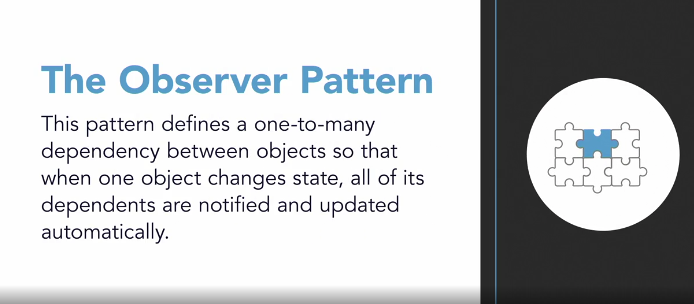 The Observer Pattern
This pattern defines a one-to-many
dependency between objects so that
when one object changes state, all of its
dependents are notified and updated
automatically.